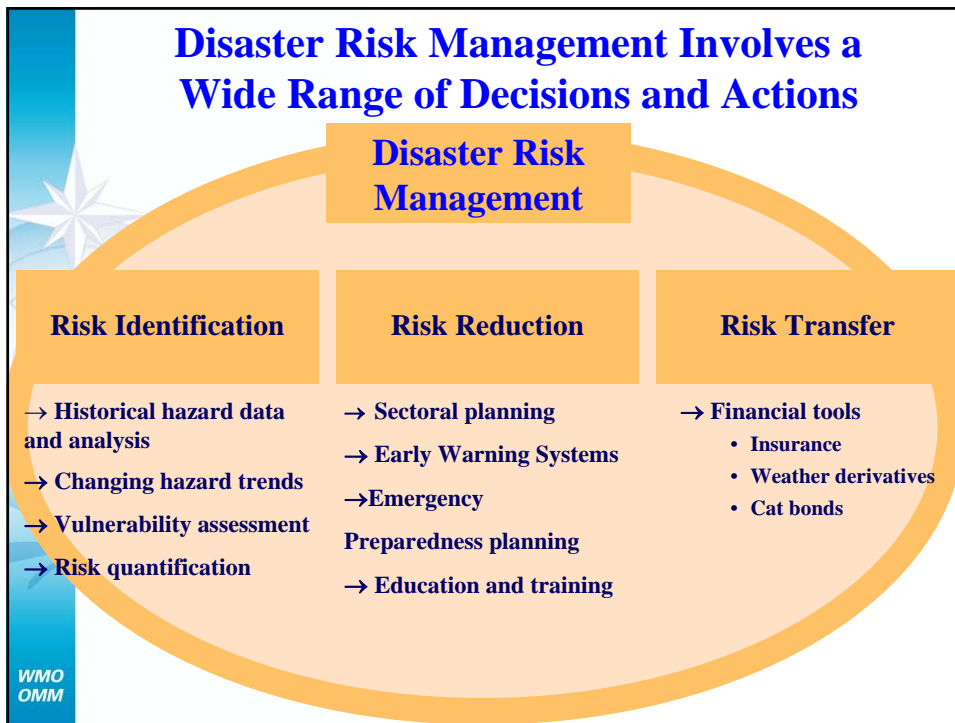 Disaster Risk Management Involves a
Wide Range of Decisions and Actions
Disaster Risk
Management
Risk Identification
→ Historical hazard data
and analysis
→ Changing hazard trends
→ Vulnerability assessment
→ Risk quantification
Risk Reduction
→ Sectoral planning
→ Early Warning Systems
→Emergency
Preparedness planning
→ Education and training
Risk Transfer
→ Financial tools
• Insurance
• Weather derivatives
• Cat bonds
WMO
OMM